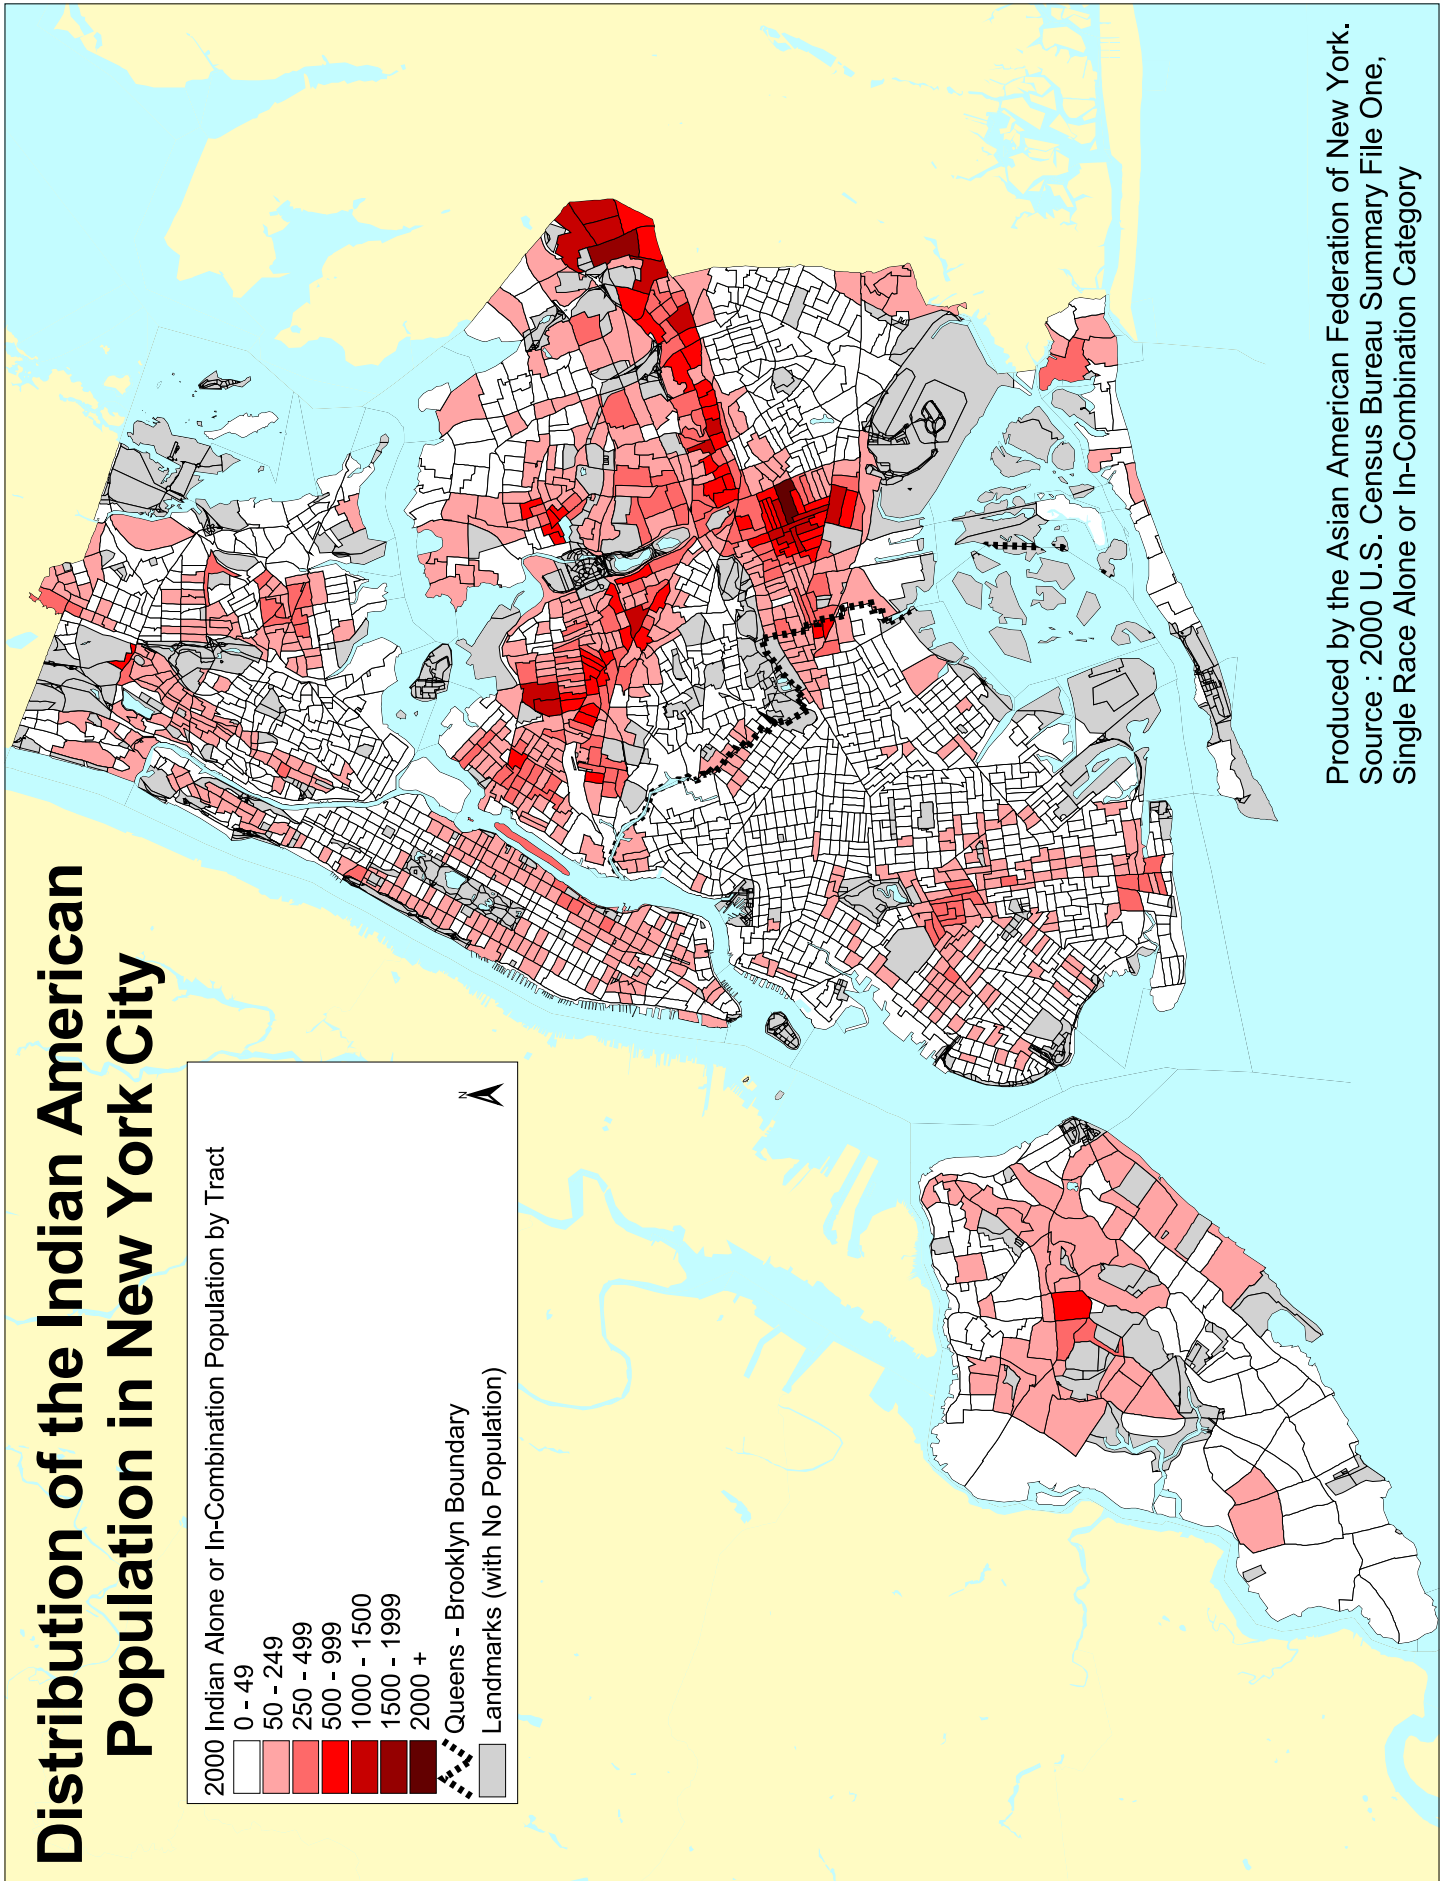 Distribution of the Indian American
Population in New York City
2000 Indian Alone or In-Combination Population by Tract
0 - 49
50 - 249
250 - 499
500 - 999
1000 - 1500
1500 - 1999
2000 +
Queens - Brooklyn Boundary
Landmarks (with No Population)
N
Produced by the Asian American Federation of New York.
Source : 2000 U.S. Census Bureau Summary File One,
Single Race Alone or In-Combination Category